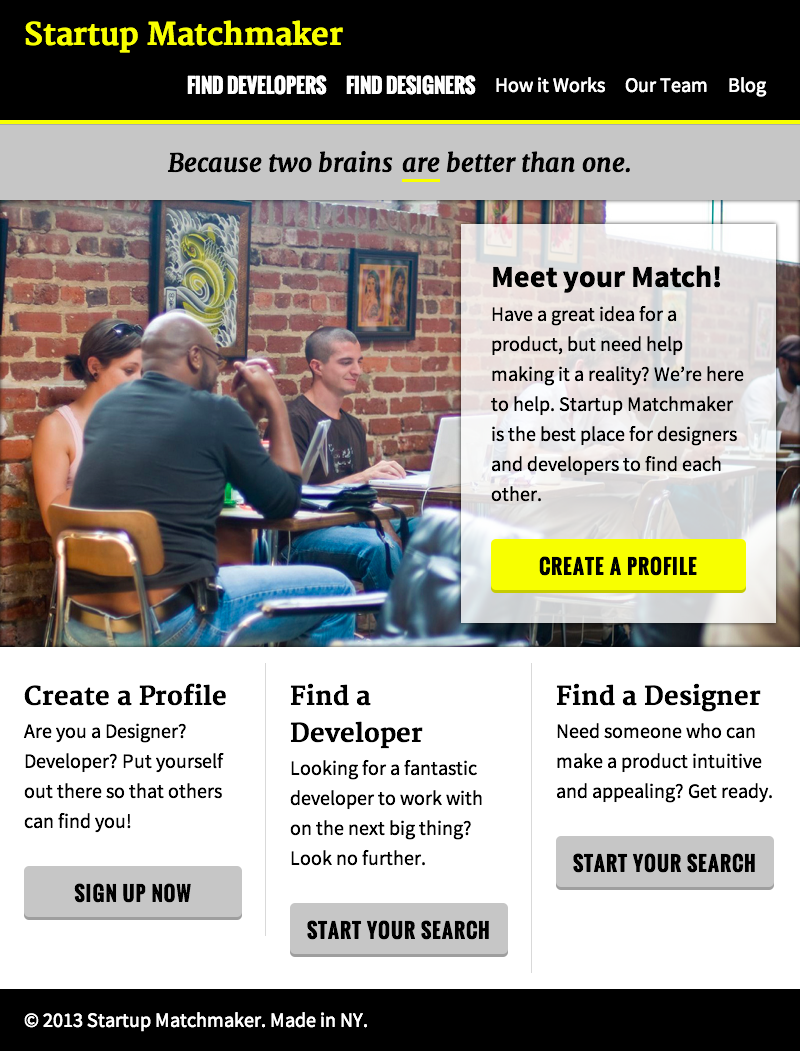 Startup Matchmaker
FIND DEVELOPERS FIND DESIGNERS How it Works Our Team Blog
Because two brains are better than one.
Meet your Match!
Have a great idea for a
product, but need help
making it a reality? We’re here
to help. Startup Matchmaker
is the best place for designers
and developers to find each
other.
CREATE A PROFILE
Create a Profile
Are you a Designer?
Developer? Put yourself
out there so that others
can find you!
SIGN UP NOW
Find a
Developer
Looking for a fantastic
developer to work with
on the next big thing?
Look no further.
START YOUR SEARCH
Find a Designer
Need someone who can
make a product intuitive
and appealing? Get ready.
START YOUR SEARCH
© 2013 Startup Matchmaker. Made in NY.